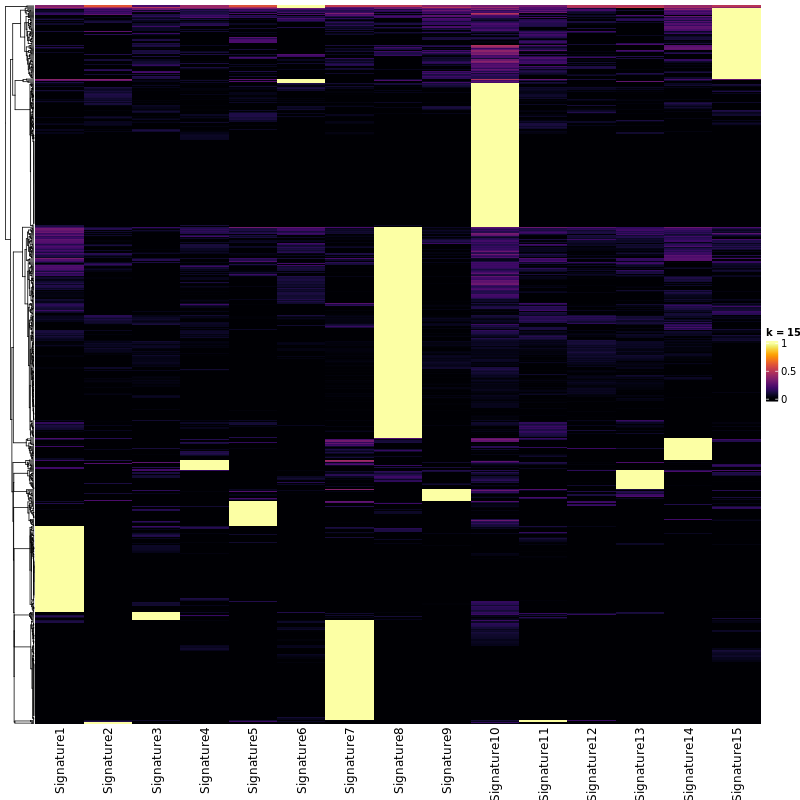 k = 15
1
0.5
0
Signature1
Signature2
Signature3
Signature4
Signature5
Signature6
Signature7
Signature8
Signature9
Signature10
Signature11
Signature12
Signature13
Signature14
Signature15